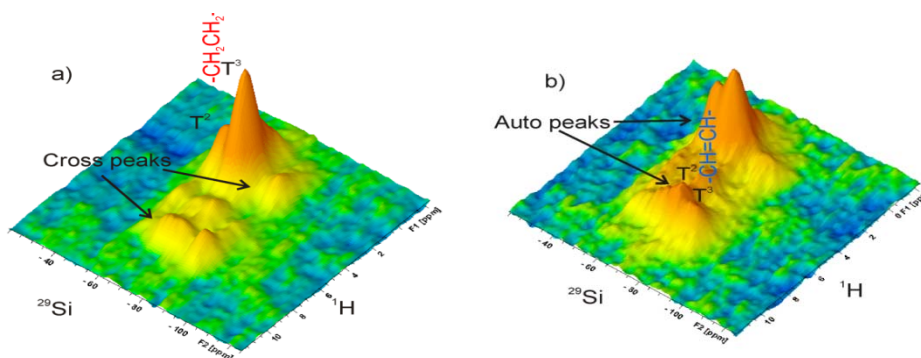 a)
-CH₂CH₂·
T³
T²
Cross peaks
-40
-60
-80
-100
F2 [ppm]
²⁹Si
10
8
6
4
2
F1 [ppm]
¹H
b)
Auto peaks
-CH=CH-
T²
T³
-40
-60
-80
-100
F2 [ppm]
²⁹Si
10
8
6
4
2
0
F1 [ppm]
¹H